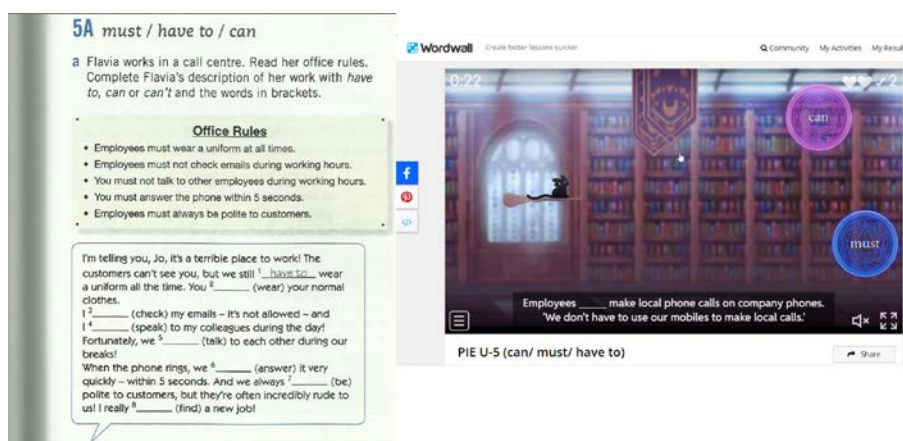 5A must / have to / can
a Flavia works in a call centre. Read her office rules.
Complete Flavia's description of her work with have
to, can or can't and the words in brackets.
Office Rules
• Employees must wear a uniform at all times.
• Employees must not check emails during working hours.
• You must not talk to other employees during working hours.
• You must answer the phone within 5 seconds.
• Employees must always be polite to customers.
I'm telling you, Jo, it's a terrible place to work! The
customers can't see you, but we still ¹ have to wear
a uniform all the time. You ²______ (wear) your normal
clothes.
I ³______ (check) my emails – it's not allowed – and
I ⁴______ (speak) to my colleagues during the day!
Fortunately, we ⁵______ (talk) to each other during our
breaks!
When the phone rings, we ⁶______ (answer) it very
quickly – within 5 seconds. And we always ⁷______ (be)
polite to customers, but they're often incredibly rude to
us! I really ⁸______ (find) a new job!
Wordwall Create better lessons quicker
Community My Activities My Resul
0:22
✓ 2
can
must
Employees _____ make local phone calls on company phones.
'We don't have to use our mobiles to make local calls.'
PIE U-5 (can/ must/ have to)
Share